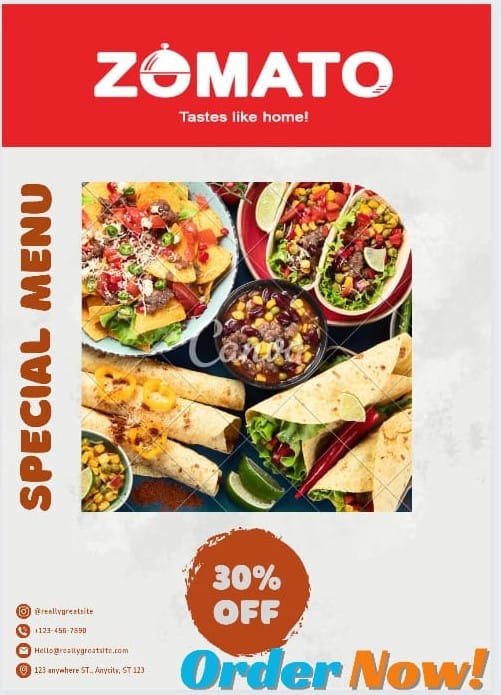 ZOMATO
Tastes like home!
SPECIAL MENU
Canva
30%
OFF
@reallygreatsite
+123-456-7890
Hello@reallygreatsite.com
123 anywhere ST., Anycity, ST 123
Order Now!